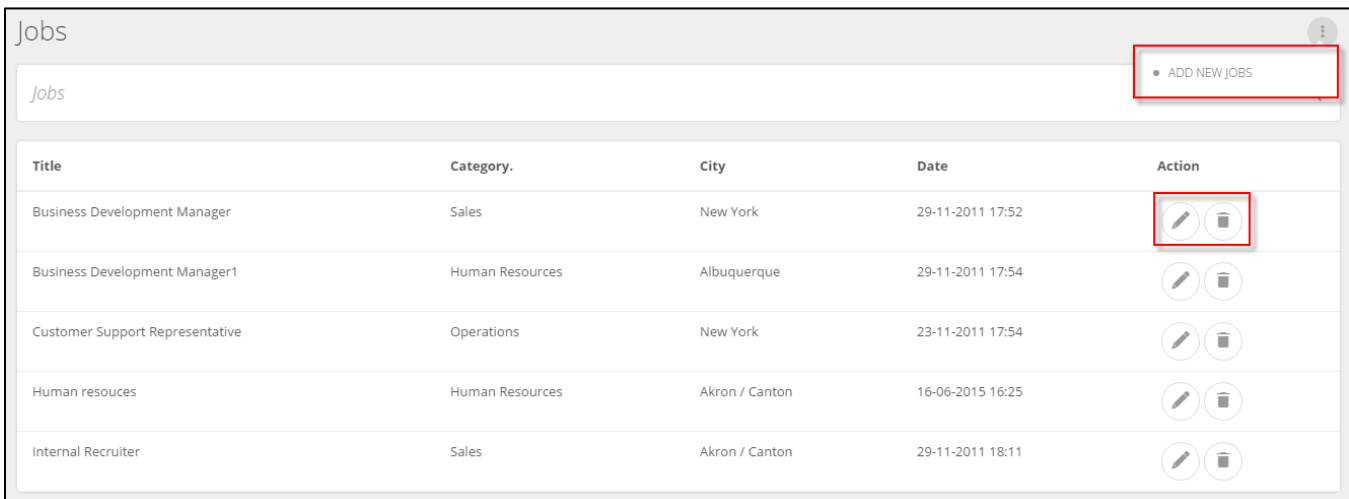 Jobs
• ADD NEW JOBS
Jobs
Title Category. City Date Action
Business Development Manager Sales New York 29-11-2011 17:52
Business Development Manager1 Human Resources Albuquerque 29-11-2011 17:54
Customer Support Representative Operations New York 23-11-2011 17:54
Human resouces Human Resources Akron / Canton 16-06-2015 16:25
Internal Recruiter Sales Akron / Canton 29-11-2011 18:11